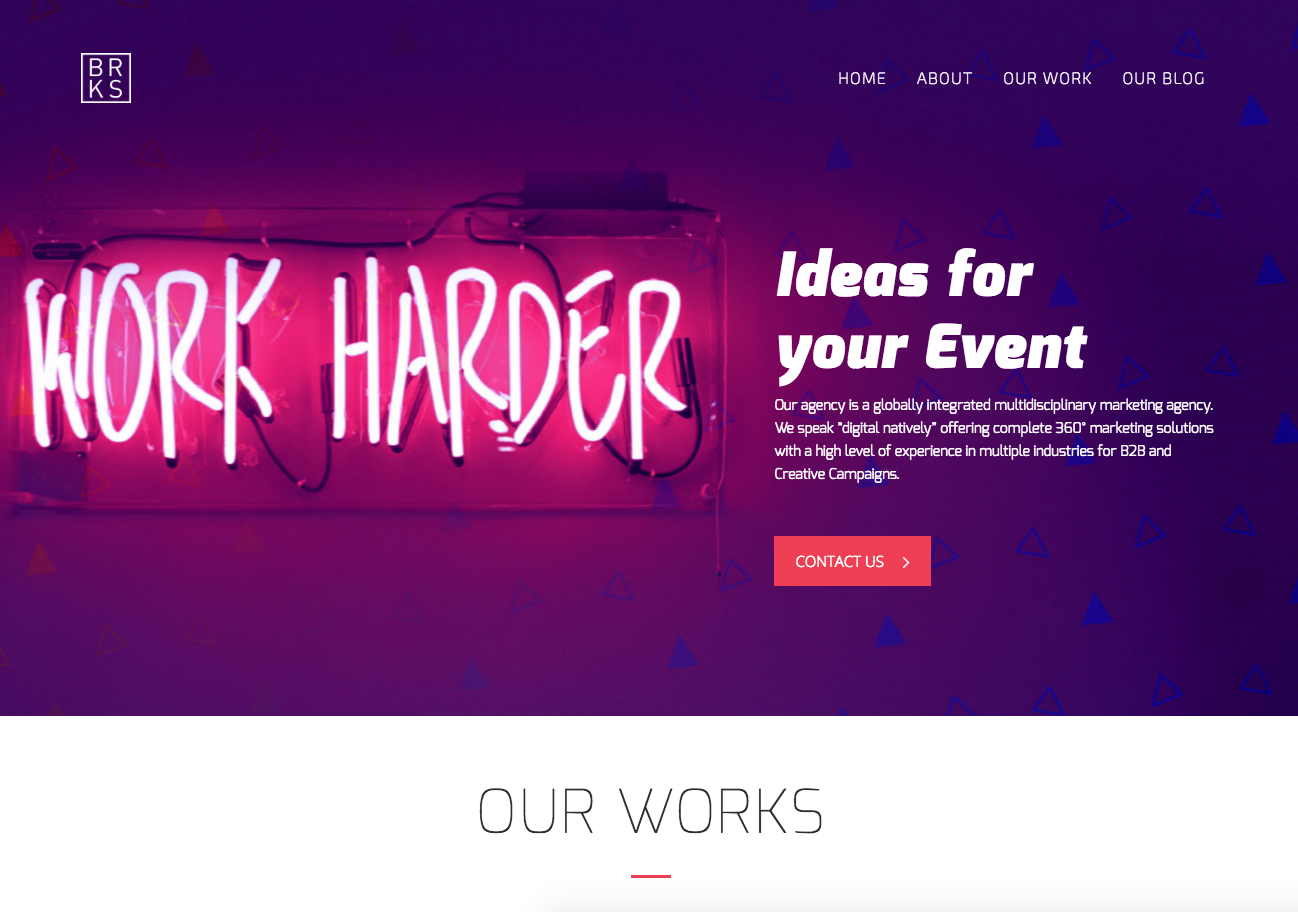 BR
KS
HOME ABOUT OUR WORK OUR BLOG
WORK HARDER
Ideas for
your Event
Our agency is a globally integrated multidisciplinary marketing agency.
We speak "digital natively" offering complete 360° marketing solutions
with a high level of experience in multiple industries for B2B and
Creative Campaigns.
CONTACT US
OUR WORKS